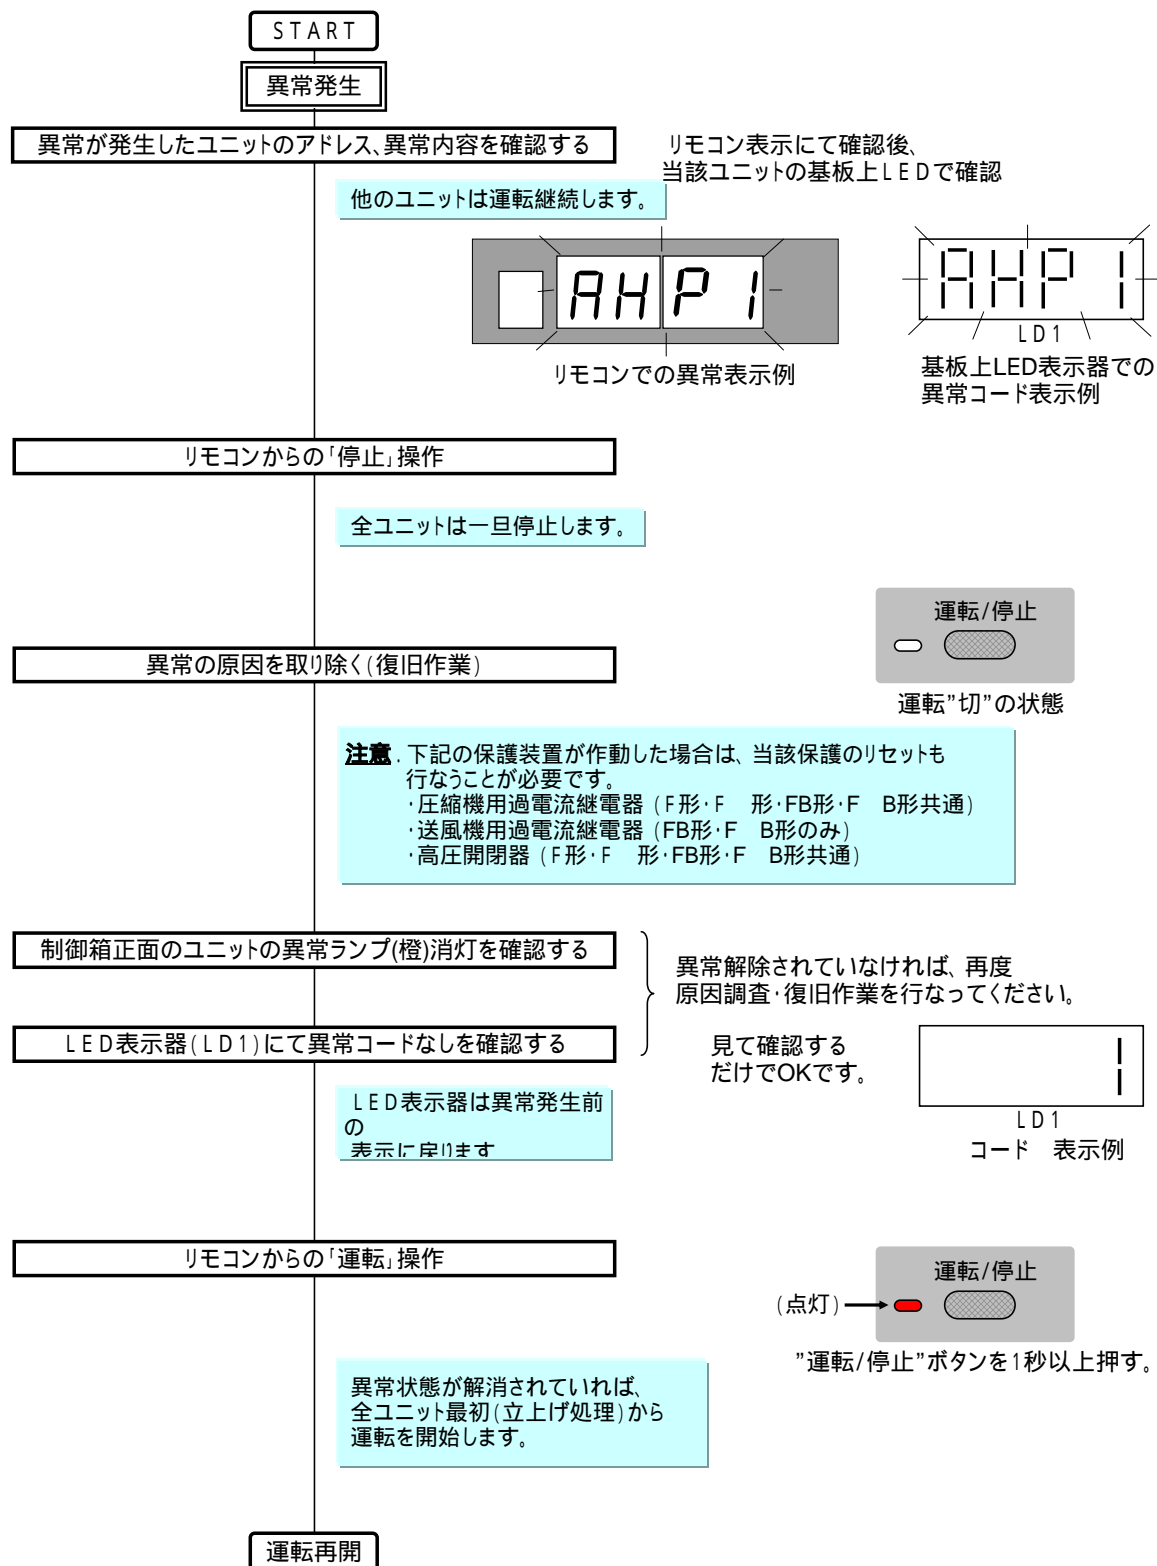 START
異常発生
異常が発生したユニットのアドレス、異常内容を確認する
リモコン表示にて確認後、
当該ユニットの基板上LEDで確認
他のユニットは運転継続します。
AHP1
リモコンでの異常表示例
AHP1
LD1
基板上LED表示器での
異常コード表示例
リモコンからの「停止」操作
全ユニットは一旦停止します。
運転/停止
運転”切”の状態
異常の原因を取り除く(復旧作業)
注意．下記の保護装置が作動した場合は、当該保護のリセットも
行なうことが必要です。
・圧縮機用過電流継電器 (F形・F　形・FB形・F　B形共通)
・送風機用過電流継電器 (FB形・F　B形のみ)
・高圧開閉器 (F形・F　形・FB形・F　B形共通)
制御箱正面のユニットの異常ランプ(橙)消灯を確認する
LED表示器(LD1)にて異常コードなしを確認する
異常解除されていなければ、再度
原因調査・復旧作業を行なってください。
見て確認する
だけでOKです。
1
LD1
コード　表示例
LED表示器は異常発生前
の
表示に戻ります
リモコンからの「運転」操作
運転/停止
(点灯)
”運転/停止”ボタンを1秒以上押す。
異常状態が解消されていれば、
全ユニット最初(立上げ処理)から
運転を開始します。
運転再開